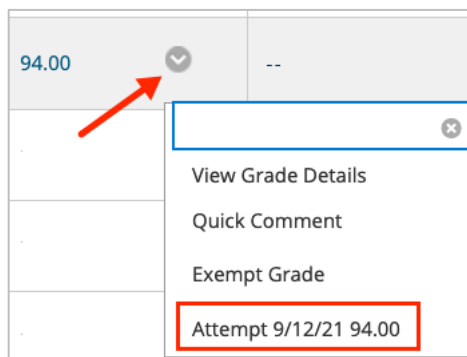 94.00 --
View Grade Details
Quick Comment
Exempt Grade
Attempt 9/12/21 94.00